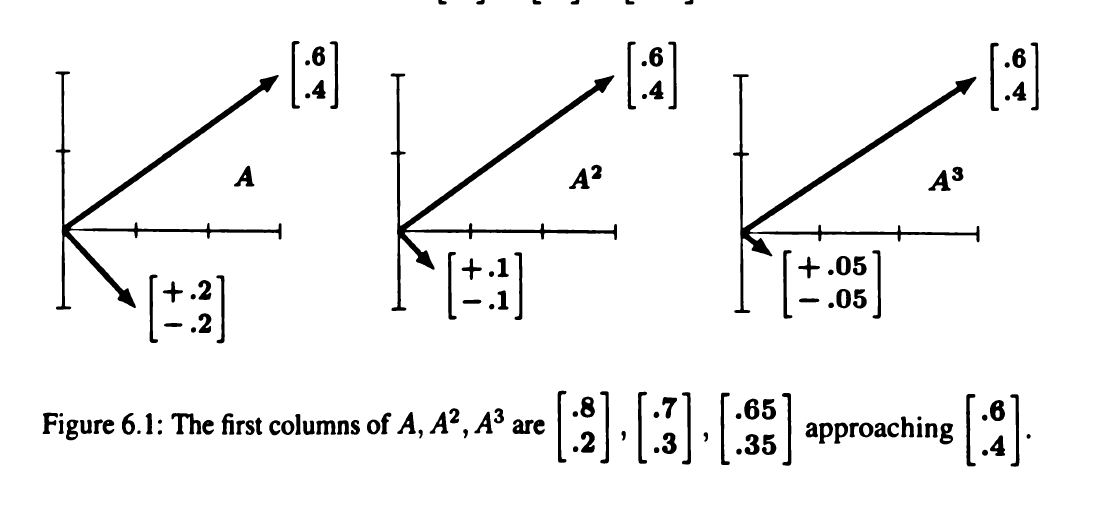 [.6 .4]
[.6 .4]
[.6 .4]
A
A²
A³
[+.2 −.2]
[+.1 −.1]
[+.05 −.05]
Figure 6.1: The first columns of A, A², A³ are [.8 .2], [.7 .3], [.65 .35] approaching [.6 .4].